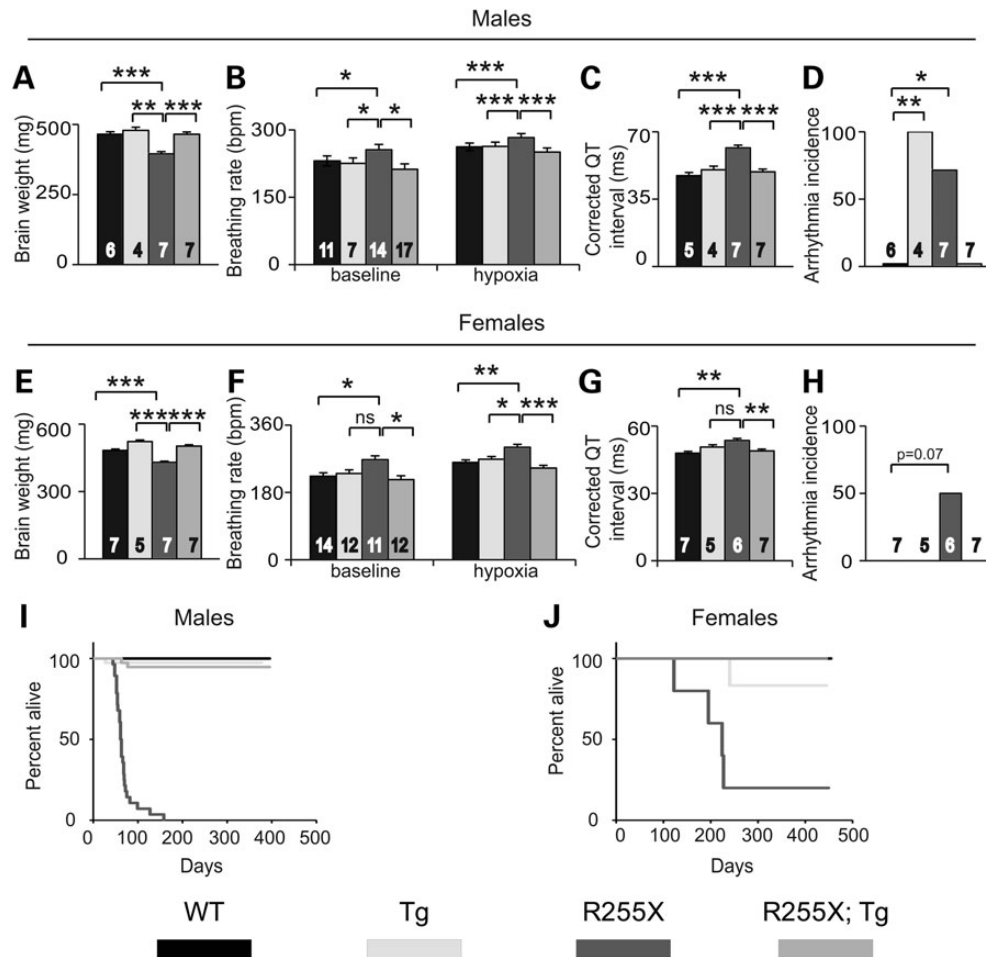 Males
A
***
** ***
Brain weight (mg)
500
250
0
6 4 7 7
B
*
* *
***
*** ***
Breathing rate (bpm)
300
150
0
11 7 14 17
baseline
hypoxia
C
***
*** ***
Corrected QT
interval (ms)
70
35
0
5 4 7 7
D
*
**
Arrhythmia incidence
100
50
0
6 4 7 7
Females
E
***
******
Brain weight (mg)
600
300
0
7 5 7 7
F
*
ns *
**
* ***
Breathing rate (bpm)
360
180
0
14 12 11 12
baseline
hypoxia
G
**
ns **
Corrected QT
interval (ms)
60
30
0
7 5 6 7
H
p=0.07
Arrhythmia incidence
100
50
0
7 5 6 7
I
Males
Percent alive
100
50
0
0 100 200 300 400 500
Days
J
Females
Percent alive
100
50
0
0 100 200 300 400 500
Days
WT
Tg
R255X
R255X; Tg